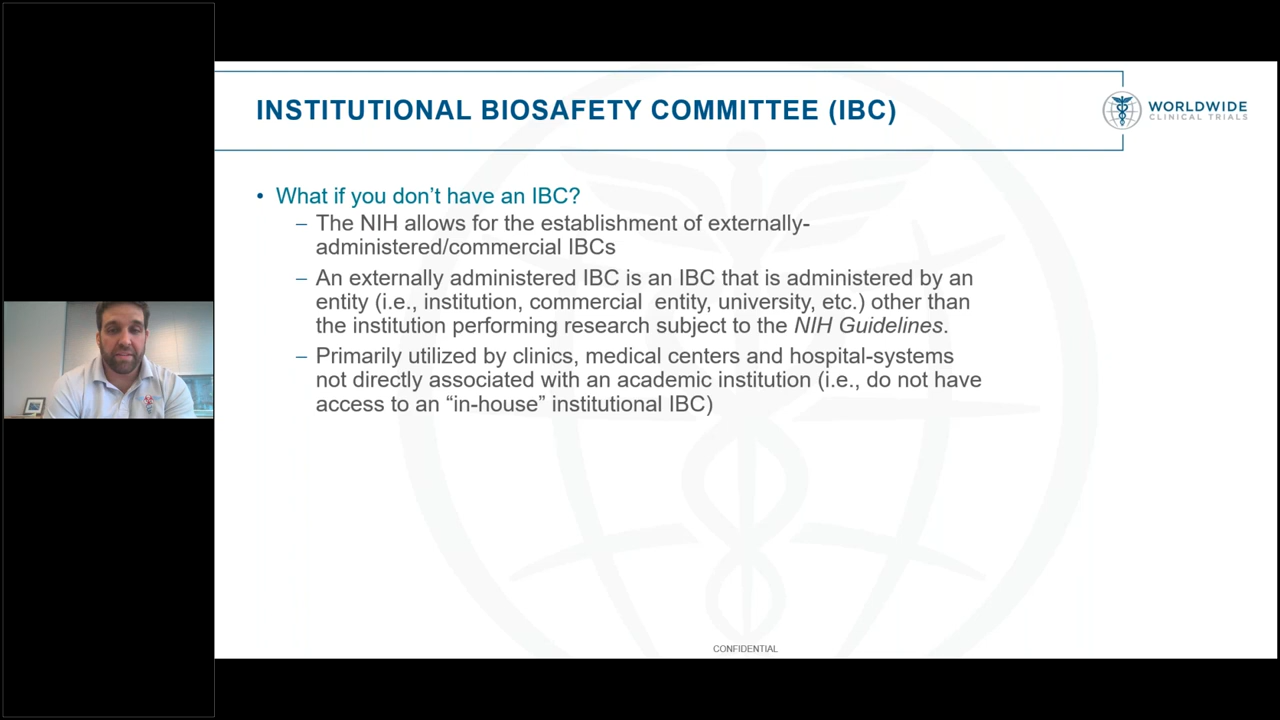 INSTITUTIONAL BIOSAFETY COMMITTEE (IBC)
WORLDWIDE
CLINICAL TRIALS
• What if you don’t have an IBC?
– The NIH allows for the establishment of externally-
administered/commercial IBCs
– An externally administered IBC is an IBC that is administered by an
entity (i.e., institution, commercial entity, university, etc.) other than
the institution performing research subject to the NIH Guidelines.
– Primarily utilized by clinics, medical centers and hospital-systems
not directly associated with an academic institution (i.e., do not have
access to an “in-house” institutional IBC)
CONFIDENTIAL